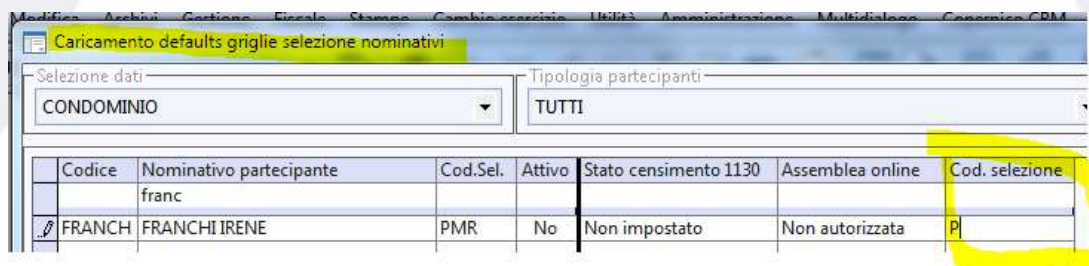 Modifica Archivi Gestione Fiscale Stampe Cambio esercizio Utilità Amministrazione Multidialogo Copernico CRM
Caricamento defaults griglie selezione nominativi
Selezione dati Tipologia partecipanti
CONDOMINIO TUTTI
Codice Nominativo partecipante Cod.Sel. Attivo Stato censimento 1130 Assemblea online Cod. selezione
franc
FRANCH FRANCHI IRENE PMR No Non impostato Non autorizzata P